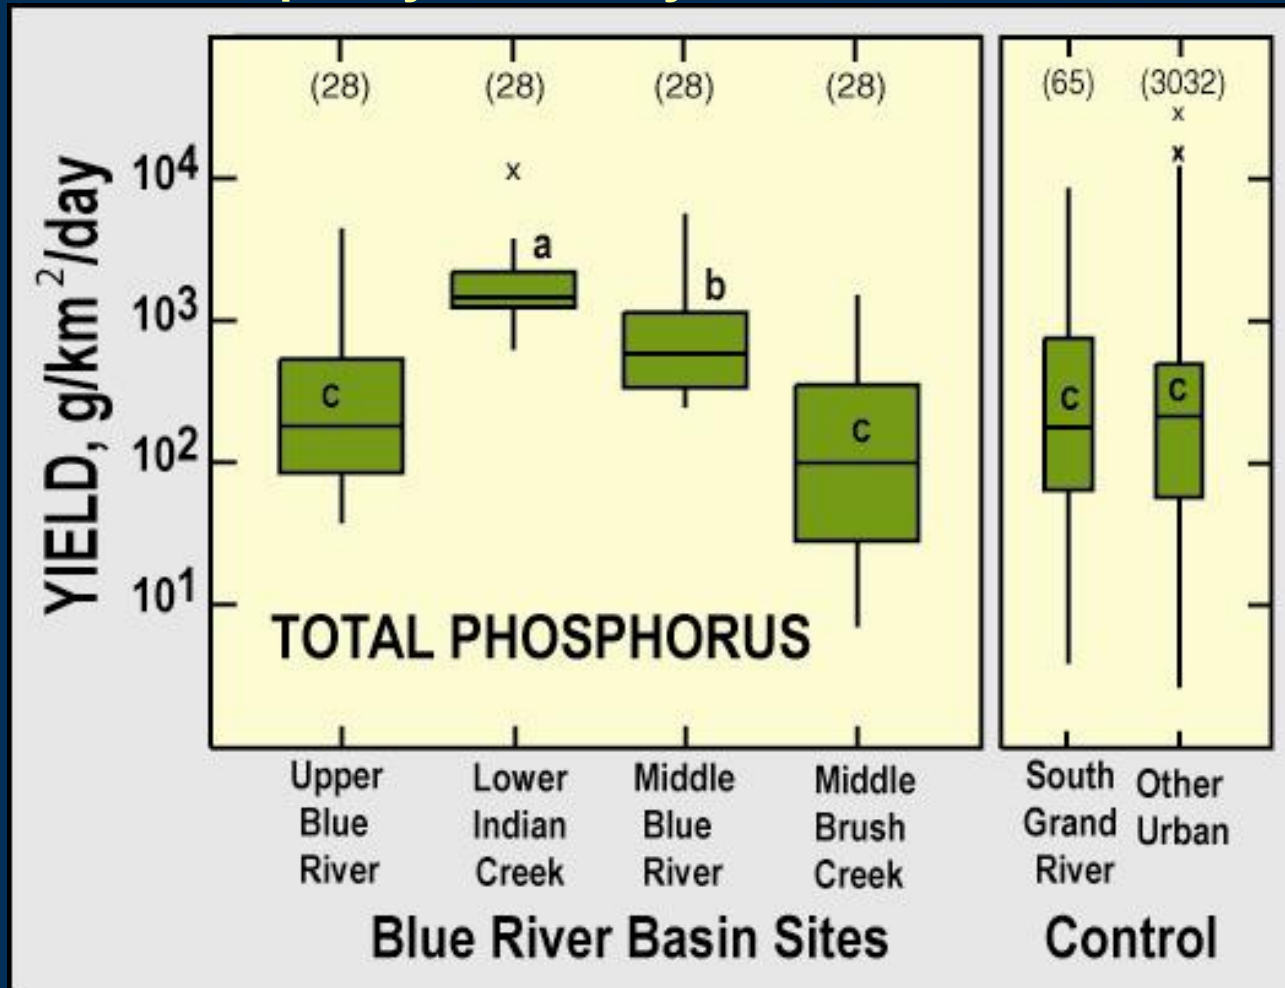 (28) (28) (28) (28) (65) (3032)
x
x
x
YIELD, g/km²/day
10⁴
10³
10²
10¹
a
b
c
c
c
c
TOTAL PHOSPHORUS
Upper
Blue
River
Lower
Indian
Creek
Middle
Blue
River
Middle
Brush
Creek
South
Grand
River
Other
Urban
Blue River Basin Sites
Control